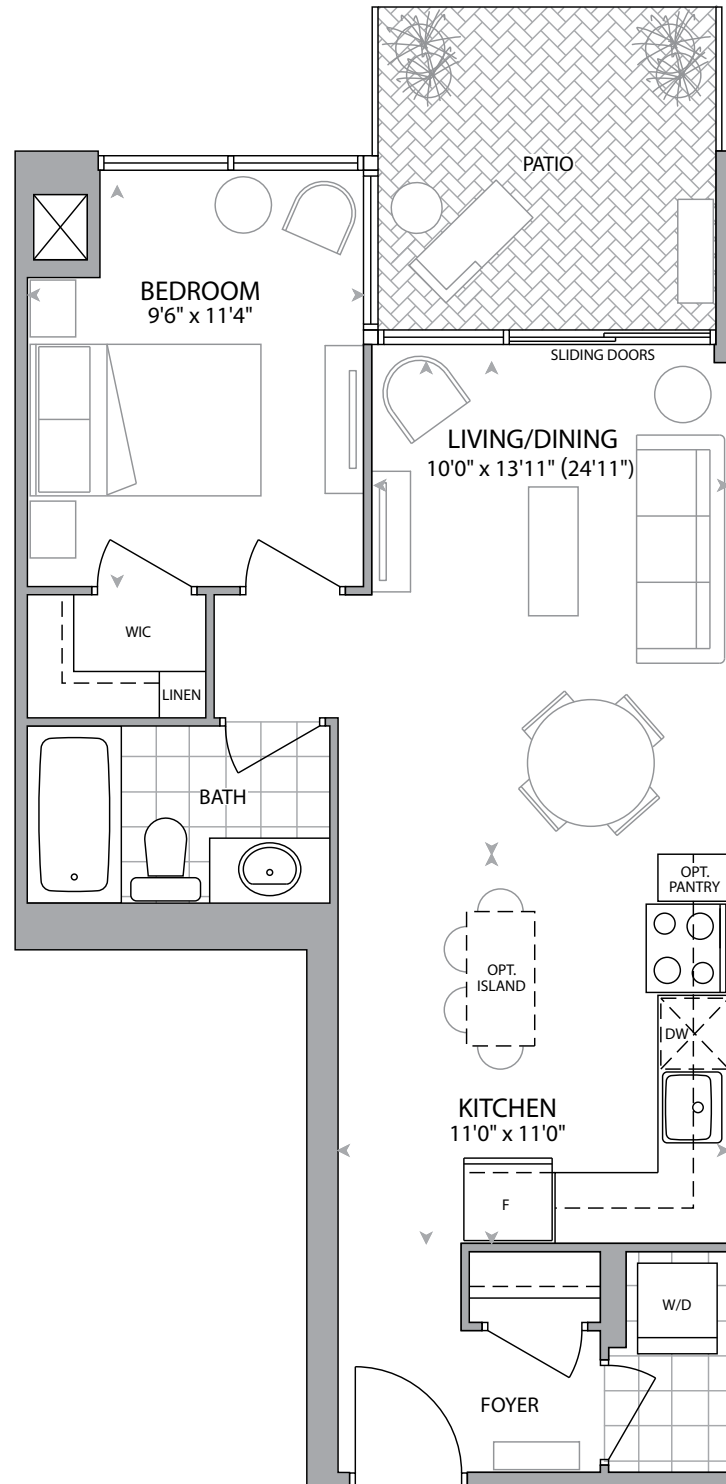 PATIO
BEDROOM
9'6" x 11'4"
SLIDING DOORS
LIVING/DINING
10'0" x 13'11" (24'11")
WIC
LINEN
BATH
OPT.
PANTRY
OPT.
ISLAND
DW
KITCHEN
11'0" x 11'0"
F
W/D
FOYER